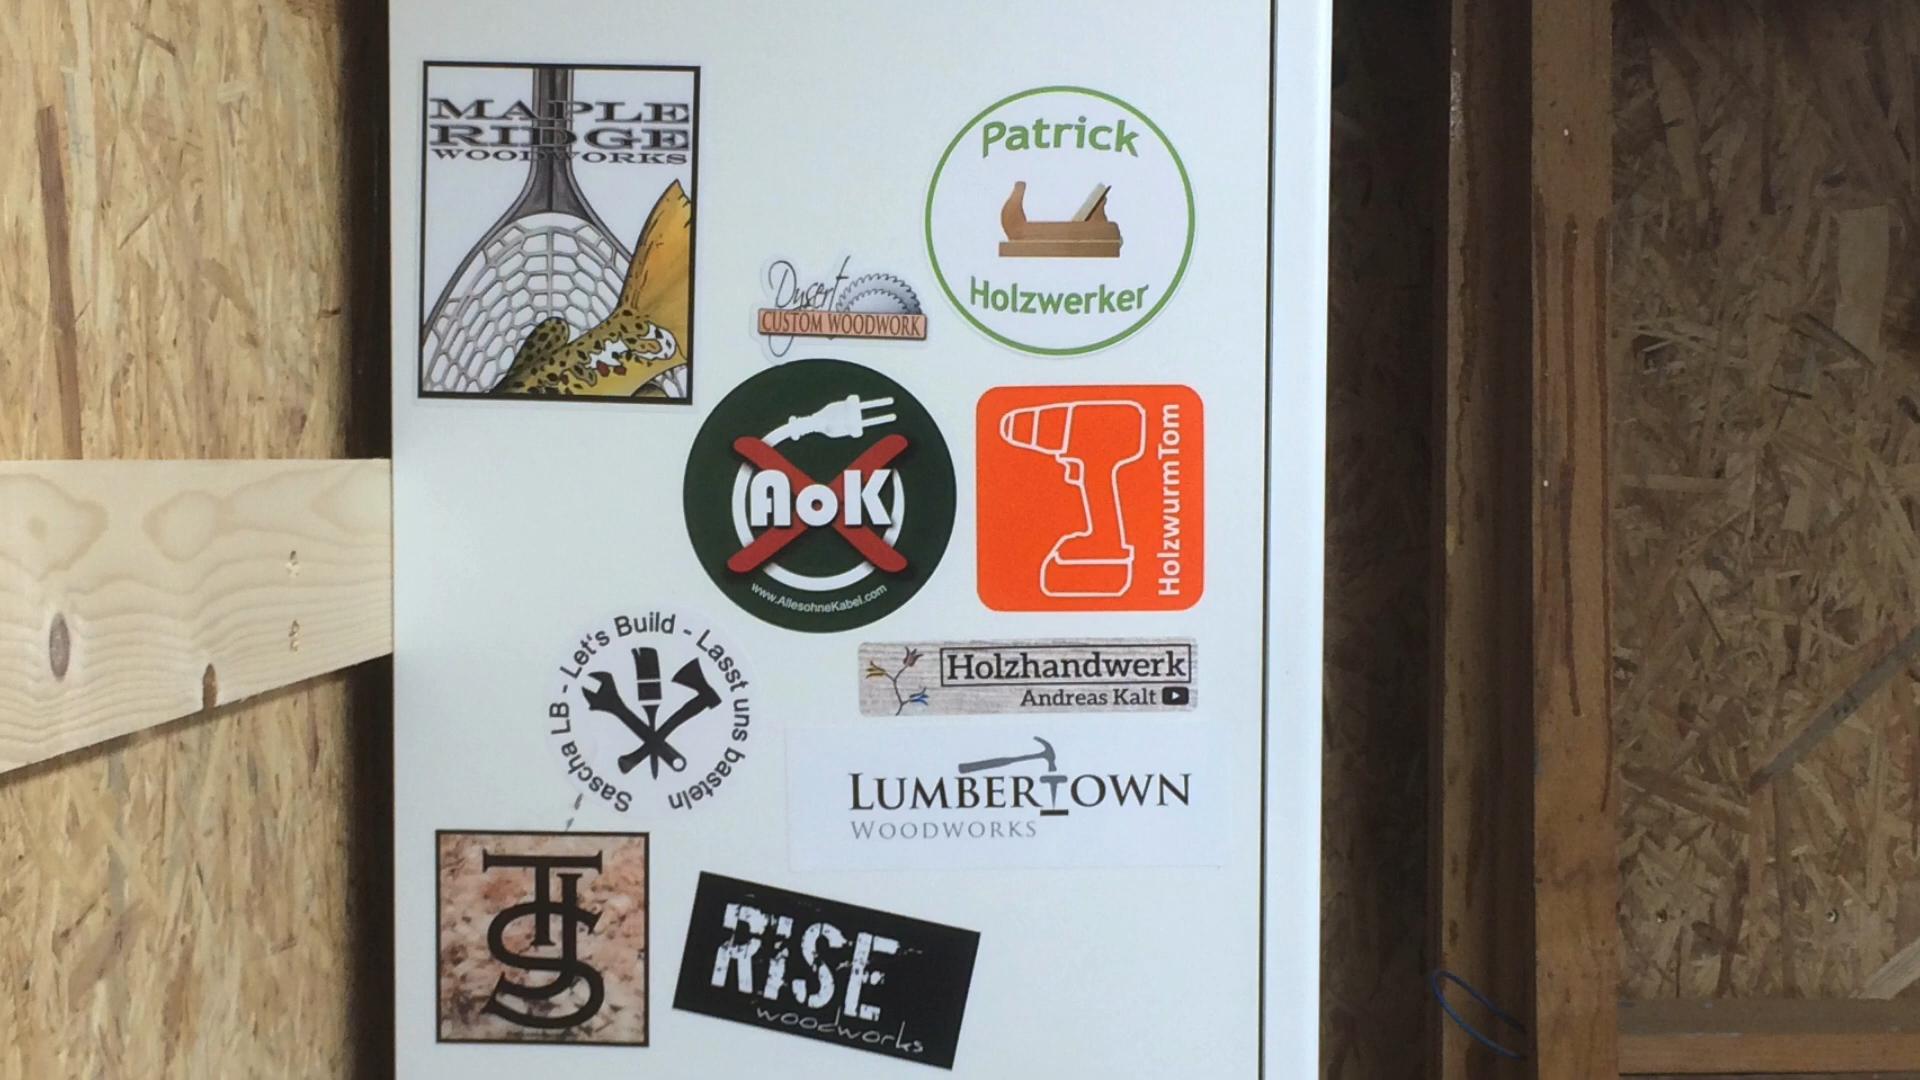 MAPLE
RIDGE
WOODWORKS
Patrick
Holzwerker
Dysert
CUSTOM WOODWORK
AoK
www.AllesohneKabel.com
HolzwurmTom
Sascha LB - Let's Build - Lasst uns basteln
Holzhandwerk
Andreas Kalt
LUMBERTOWN
WOODWORKS
TJS
RISE
woodworks